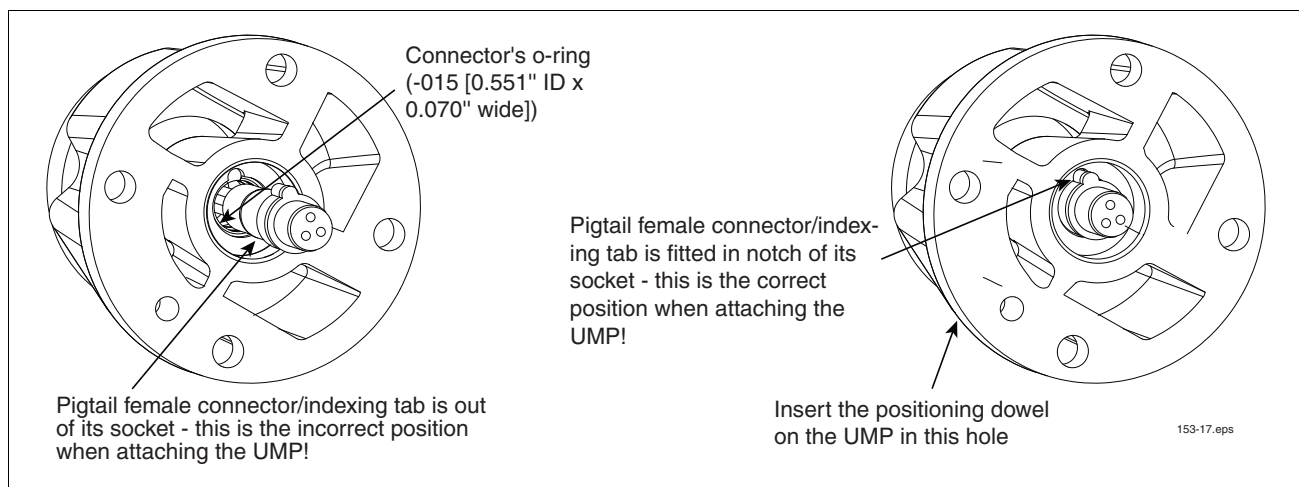 Connector's o-ring
(-015 [0.551" ID x
0.070" wide])
Pigtail female connector/indexing tab is out
of its socket - this is the incorrect position
when attaching the UMP!
Pigtail female connector/index-
ing tab is fitted in notch of its
socket - this is the correct
position when attaching the
UMP!
Insert the positioning dowel
on the UMP in this hole
153-17.eps